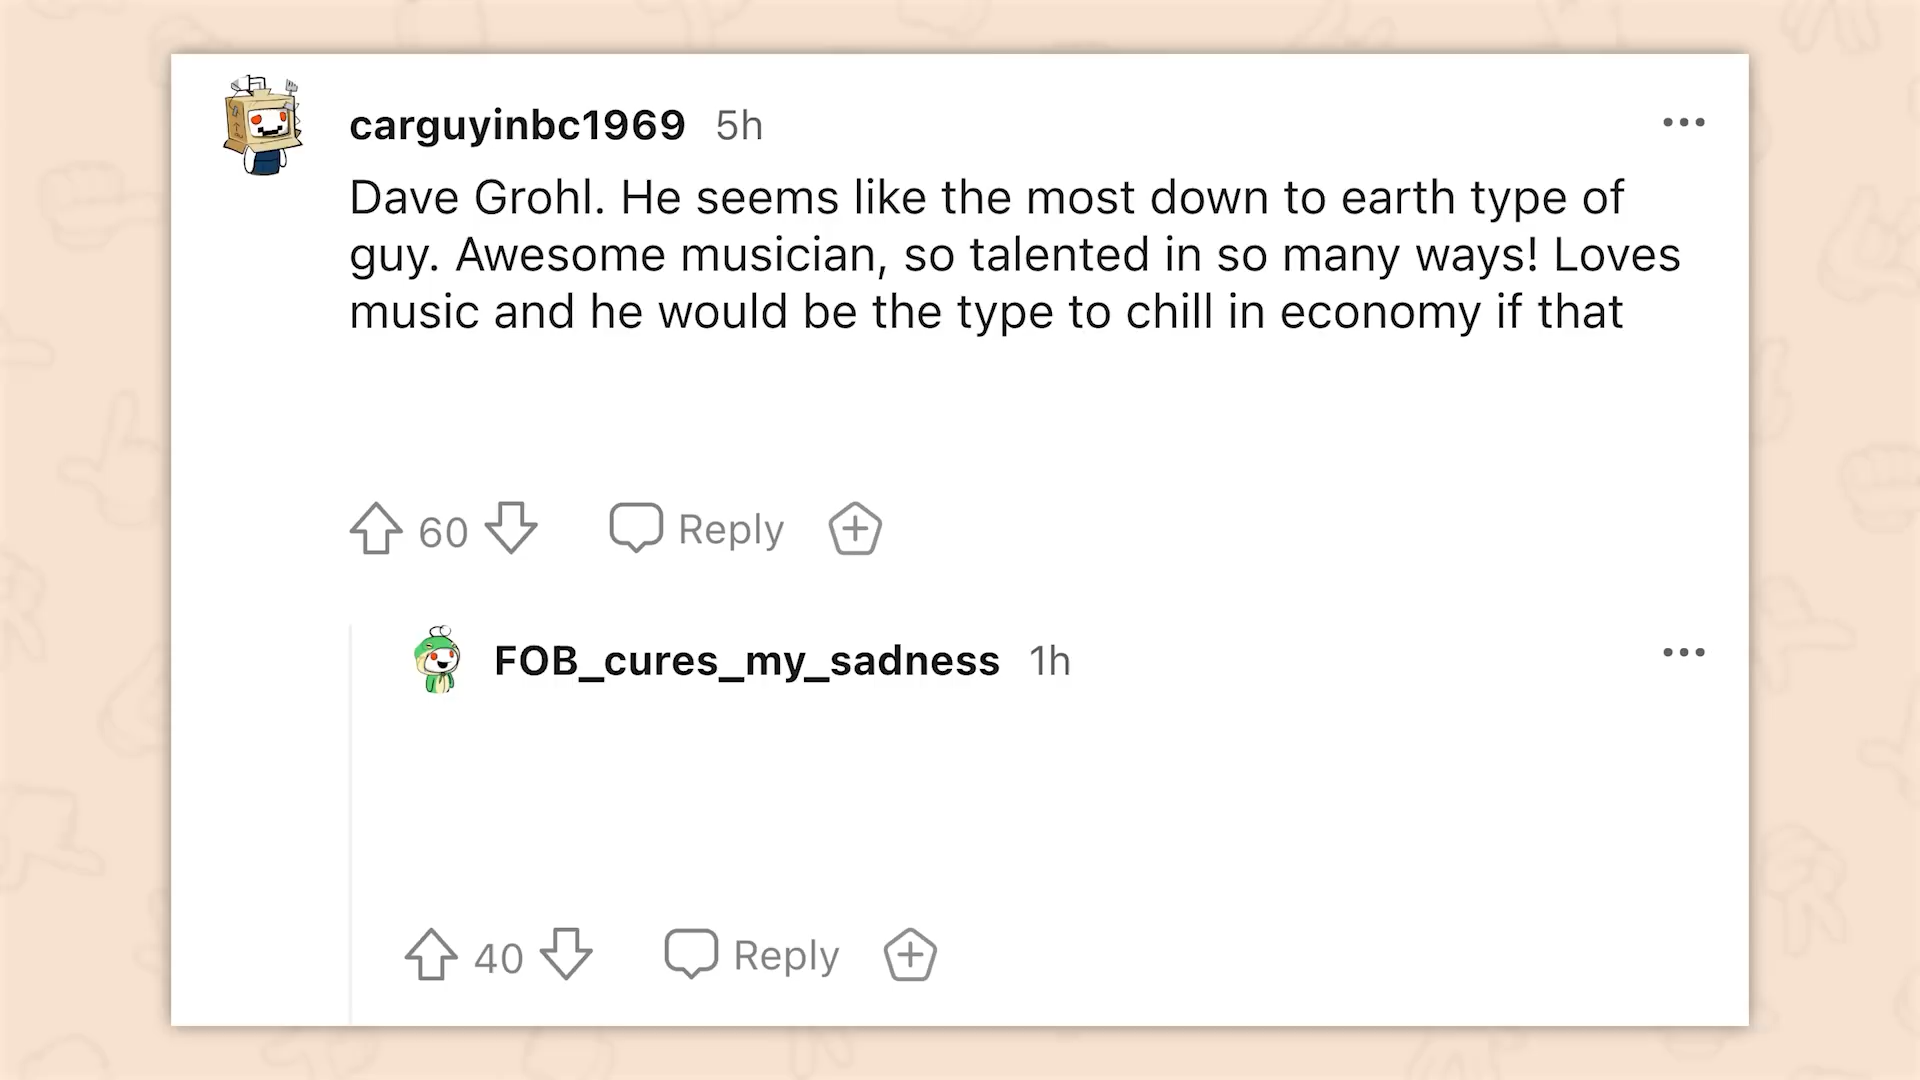 carguyinbc1969 5h
Dave Grohl. He seems like the most down to earth type of
guy. Awesome musician, so talented in so many ways! Loves
music and he would be the type to chill in economy if that
60 Reply
FOB_cures_my_sadness 1h
40 Reply